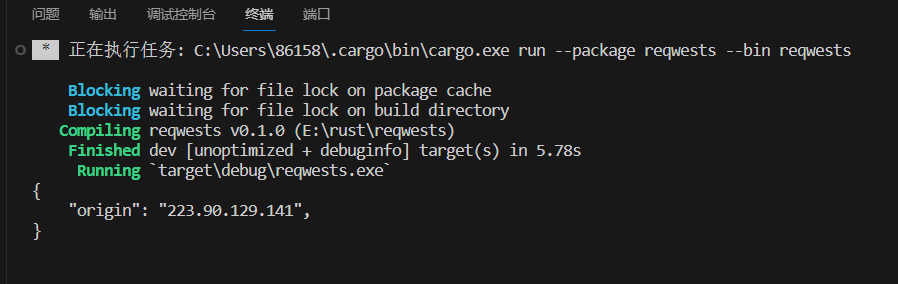 问题 输出 调试控制台 终端 端口
* 正在执行任务: C:\Users\86158\.cargo\bin\cargo.exe run --package reqwests --bin reqwests
Blocking waiting for file lock on package cache
Blocking waiting for file lock on build directory
Compiling reqwests v0.1.0 (E:\rust\reqwests)
Finished dev [unoptimized + debuginfo] target(s) in 5.78s
Running `target\debug\reqwests.exe`
{
"origin": "223.90.129.141",
}